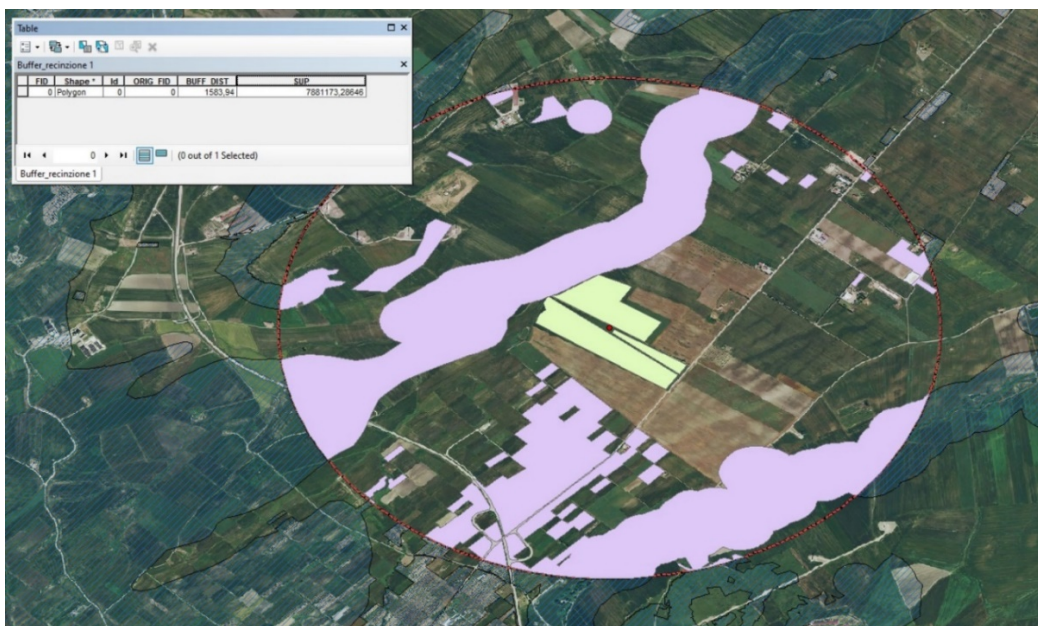 Table
Buffer_recinzione 1
FID Shape * Id ORIG_FID BUFF_DIST SUP
0 Polygon 0 0 1583,94 7881173,28646
0 (0 out of 1 Selected)
Buffer_recinzione 1